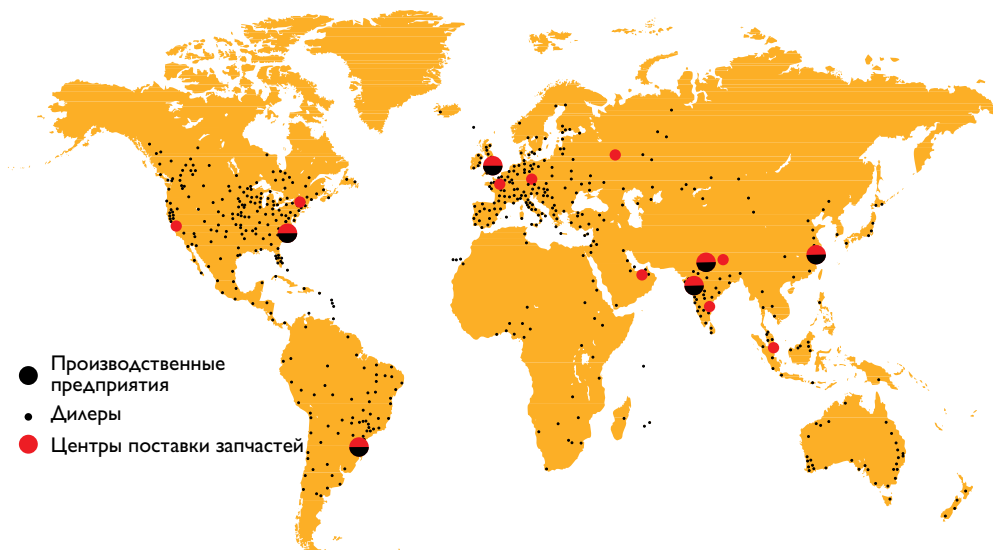 Производственные
предприятия
Дилеры
Центры поставки запчастей